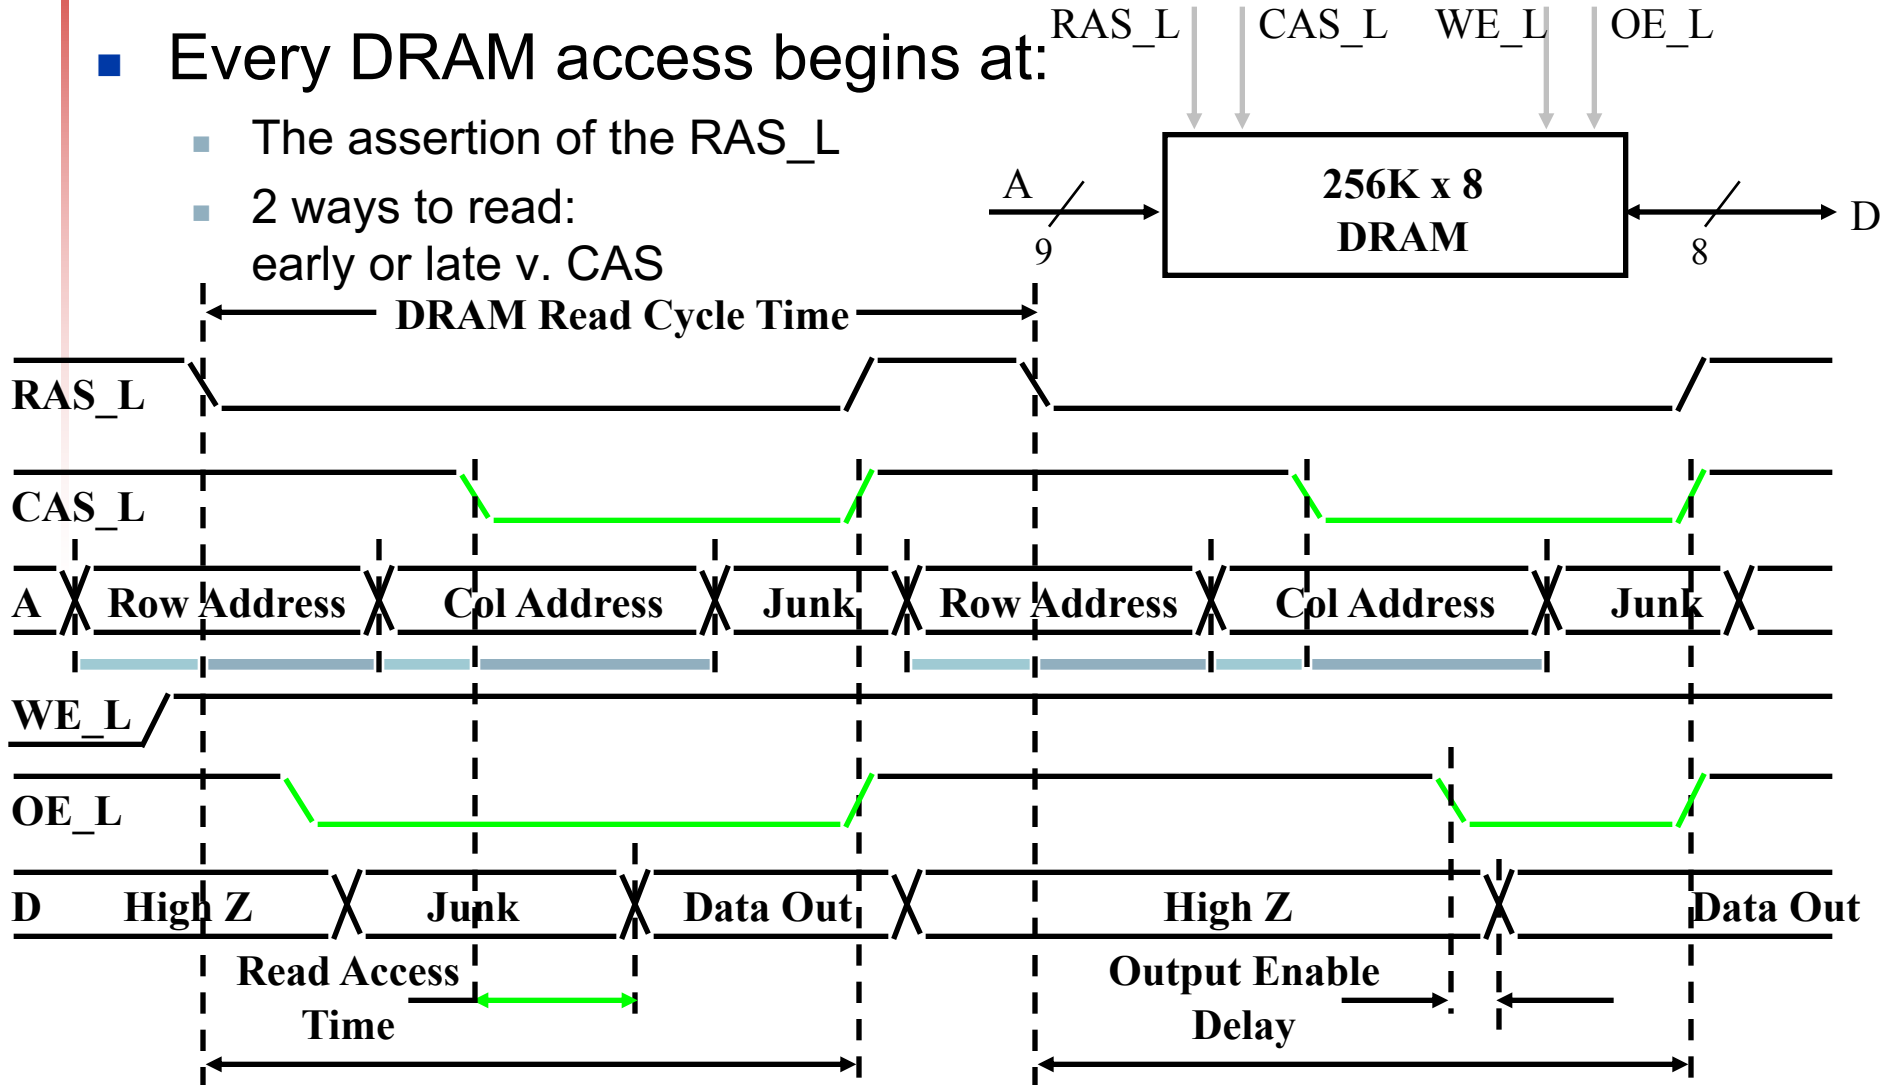 Every DRAM access begins at:
The assertion of the RAS_L
2 ways to read:
early or late v. CAS
RAS_L CAS_L WE_L OE_L
A
9
256K x 8
DRAM
8
D
DRAM Read Cycle Time
RAS_L
CAS_L
A Row Address Col Address Junk Row Address Col Address Junk
WE_L
OE_L
D High Z Junk Data Out High Z Data Out
Read Access
Time
Output Enable
Delay